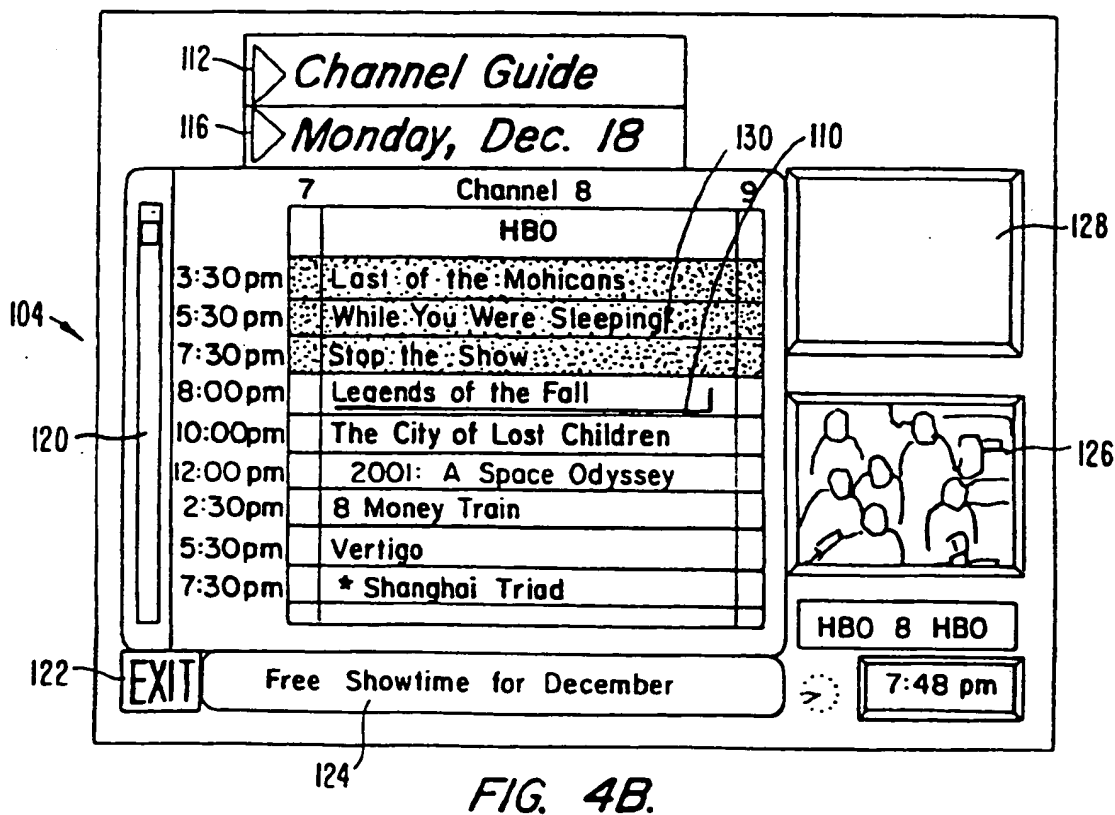 112 Channel Guide
116 Monday, Dec. 18
130 110
7 Channel 8 9
HBO
128
3:30pm Last of the Mohicans
104
5:30pm While You Were Sleeping
7:30pm Stop the Show
8:00pm Legends of the Fall
120
10:00pm The City of Lost Children
126
12:00pm 2001: A Space Odyssey
2:30pm 8 Money Train
5:30pm Vertigo
7:30pm * Shanghai Triad
HBO 8 HBO
122 EXIT Free Showtime for December 7:48 pm
124
FIG. 4B.